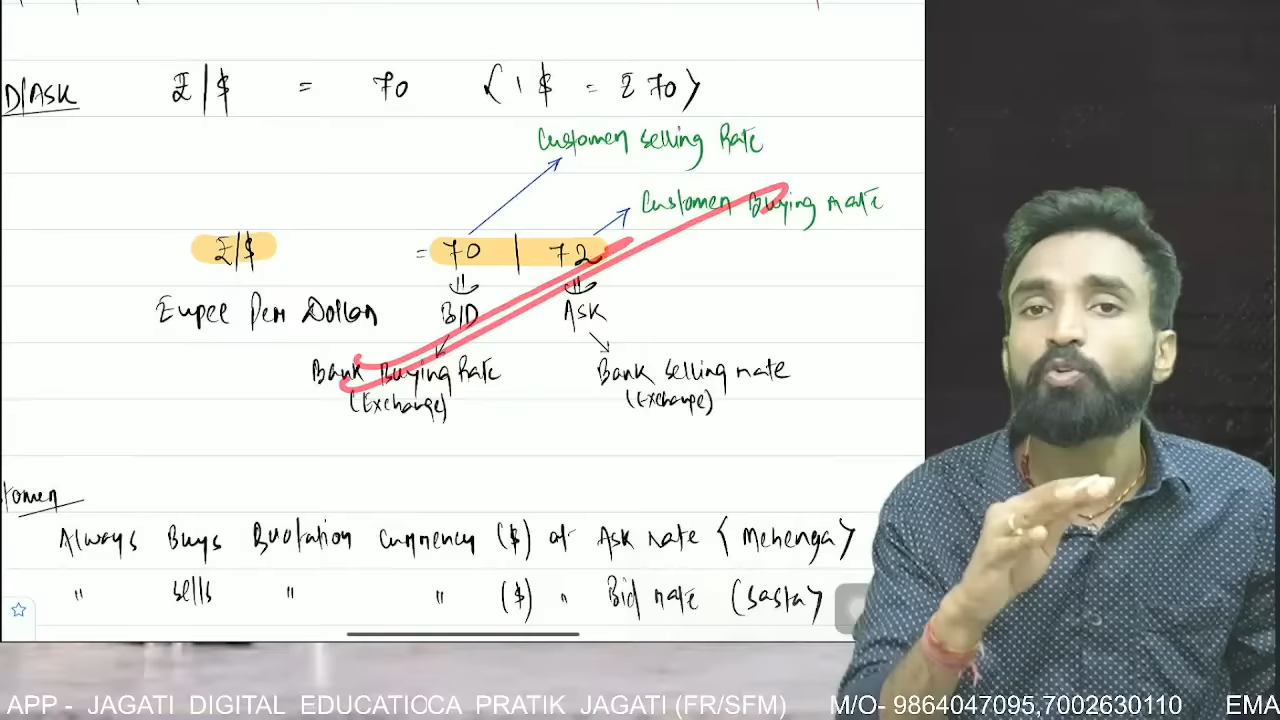 D/ASK ₹|$ = 70 {1 $ = ₹ 70}
Customer selling Rate
Customer Buying rate
₹|$ = 70 | 72
Rupee Per Dollar BID ASK
Bank Buying Rate Bank selling rate
(Exchange) (Exchange)
tomer
Always Buys Quotation Currency ($) at Ask rate {Mehenga}
" sells " " ($) " Bid rate (sasta}
APP - JAGATI DIGITAL EDUCATIOCA PRATIK JAGATI (FR/SFM) M/O- 9864047095,7002630110 EMA